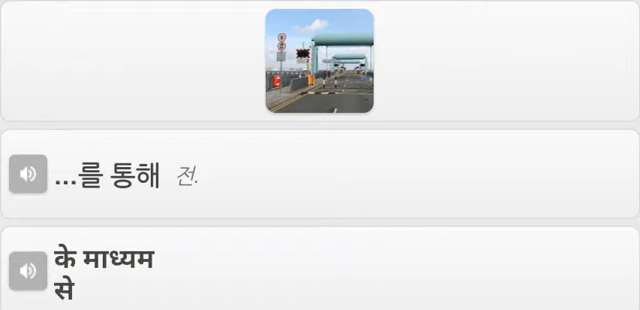 ...를 통해 전.
के माध्यम
से